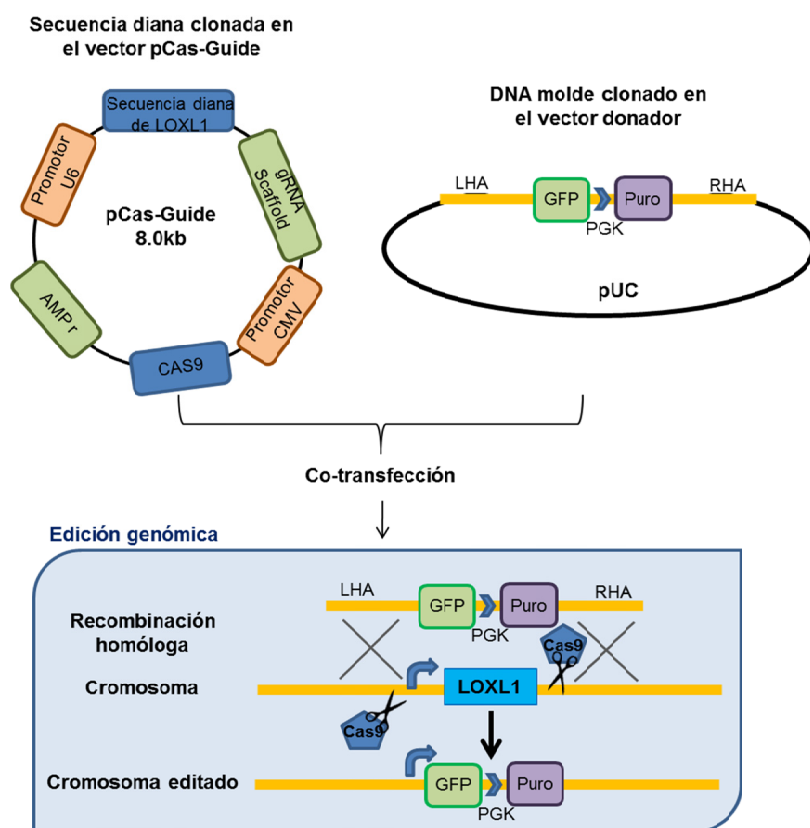 Secuencia diana clonada en
el vector pCas-Guide
Secuencia diana
de LOXL1
Promotor
U6
gRNA
Scaffold
pCas-Guide
8.0kb
AMP r
Promotor
CMV
CAS9
DNA molde clonado en
el vector donador
LHA
GFP
Puro
RHA
PGK
pUC
Co-transfección
Edición genómica
LHA
GFP
Puro
RHA
PGK
Recombinación
homóloga
Cas9
Cromosoma
LOXL1
Cas9
Cromosoma editado
GFP
Puro
PGK